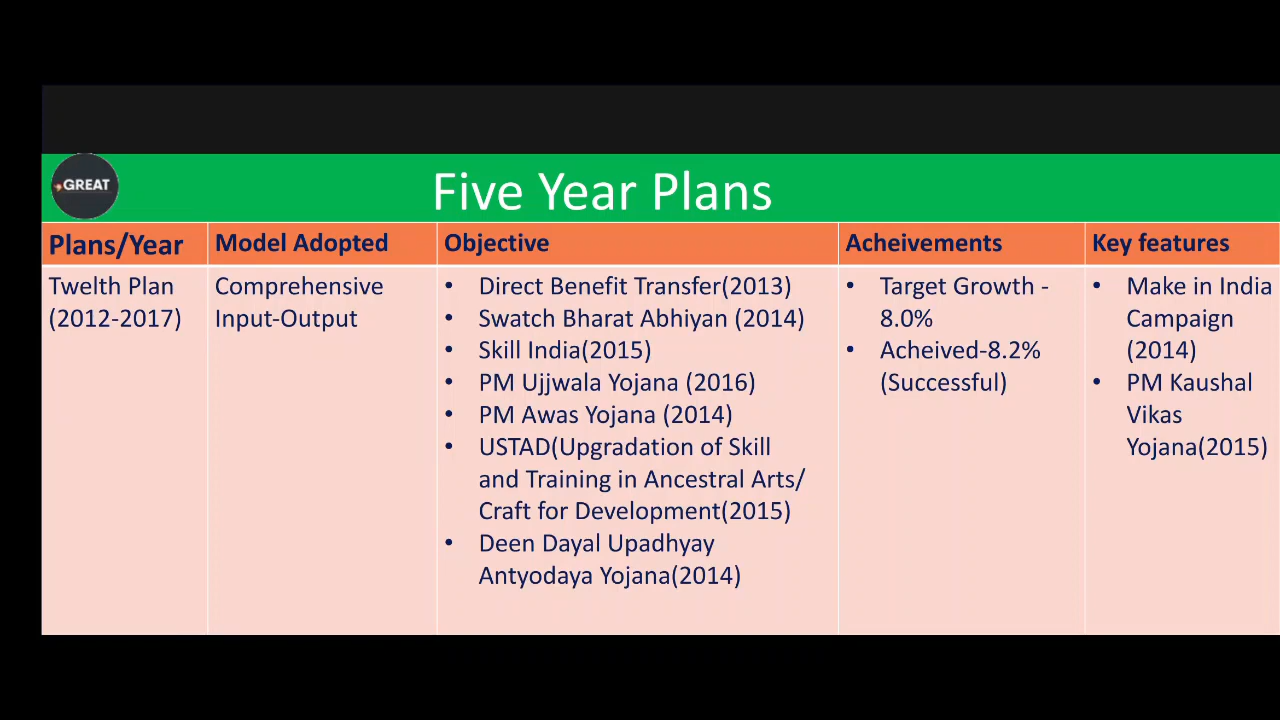 GREAT
Five Year Plans
Plans/Year
Model Adopted
Objective
Acheivements
Key features
Twelth Plan
(2012-2017)
Comprehensive
Input-Output
• Direct Benefit Transfer(2013)
• Swatch Bharat Abhiyan (2014)
• Skill India(2015)
• PM Ujjwala Yojana (2016)
• PM Awas Yojana (2014)
• USTAD(Upgradation of Skill
and Training in Ancestral Arts/
Craft for Development(2015)
• Deen Dayal Upadhyay
Antyodaya Yojana(2014)
• Target Growth -
8.0%
• Acheived-8.2%
(Successful)
• Make in India
Campaign
(2014)
• PM Kaushal
Vikas
Yojana(2015)